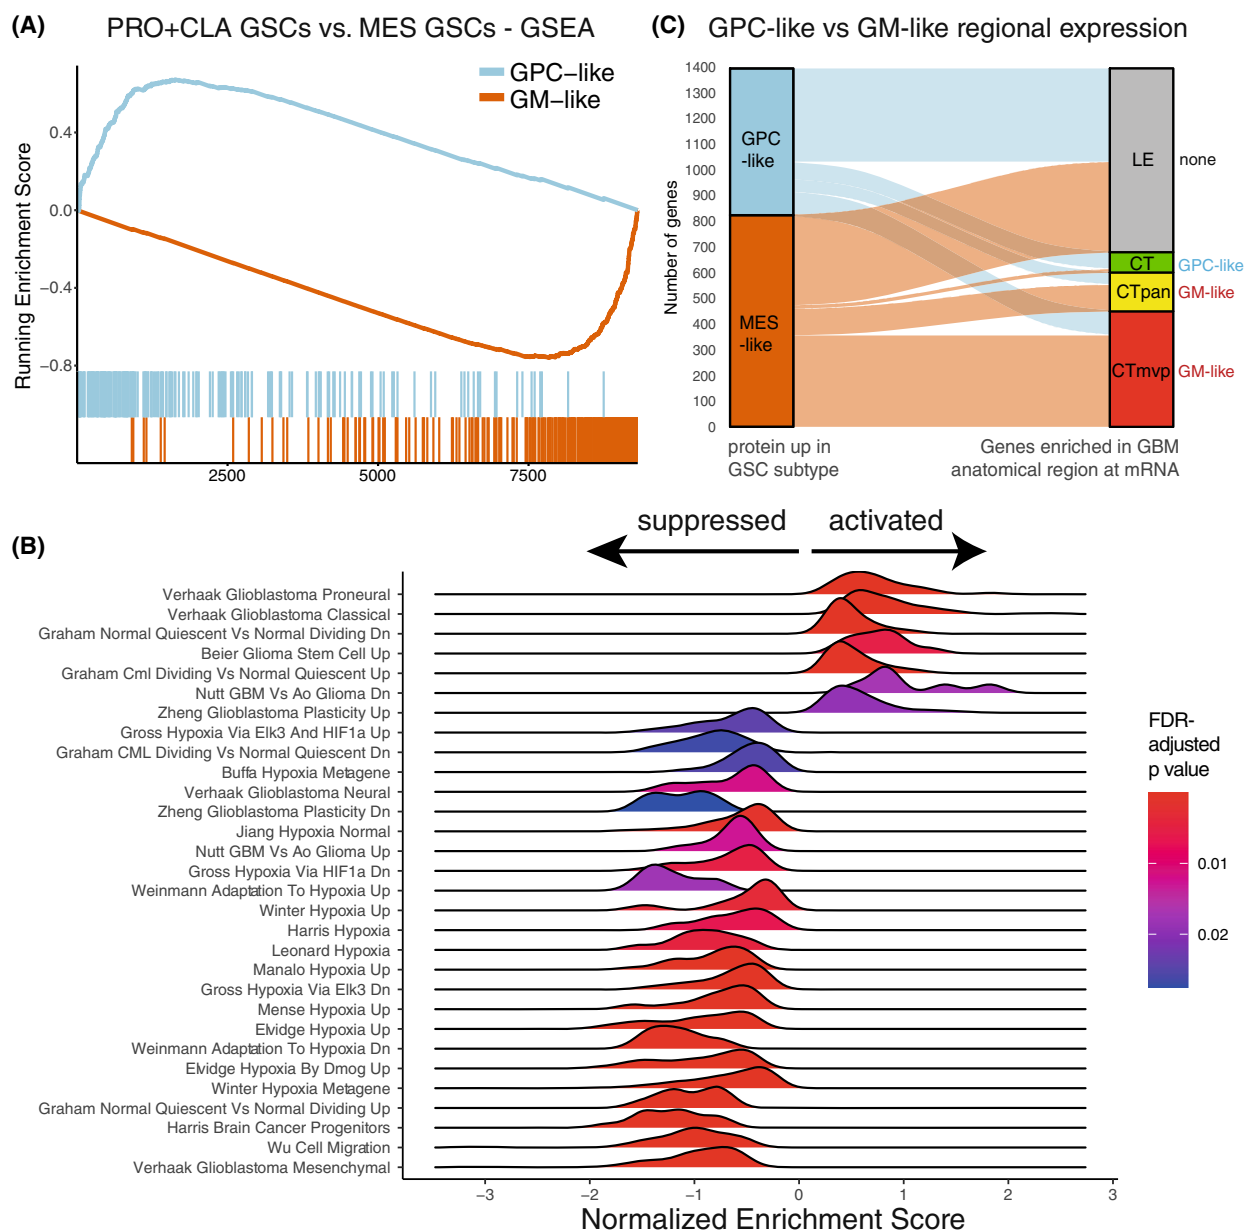 (A)
PRO+CLA GSCs vs. MES GSCs - GSEA
GPC-like
GM-like
Running Enrichment Score
0.4
0.0
-0.4
-0.8
2500
5000
7500
(C)
GPC-like vs GM-like regional expression
Number of genes
1400
1300
1200
1100
1000
900
800
700
600
500
400
300
200
100
0
GPC
-like
MES
-like
LE
none
CT
GPC-like
CTpan
GM-like
CTmvp
GM-like
protein up in
GSC subtype
Genes enriched in GBM
anatomical region at mRNA
(B)
suppressed
activated
Verhaak Glioblastoma Proneural
Verhaak Glioblastoma Classical
Graham Normal Quiescent Vs Normal Dividing Dn
Beier Glioma Stem Cell Up
Graham Cml Dividing Vs Normal Quiescent Up
Nutt GBM Vs Ao Glioma Dn
Zheng Glioblastoma Plasticity Up
Gross Hypoxia Via Elk3 And HIF1a Up
Graham CML Dividing Vs Normal Quiescent Dn
Buffa Hypoxia Metagene
Verhaak Glioblastoma Neural
Zheng Glioblastoma Plasticity Dn
Jiang Hypoxia Normal
Nutt GBM Vs Ao Glioma Up
Gross Hypoxia Via HIF1a Dn
Weinmann Adaptation To Hypoxia Up
Winter Hypoxia Up
Harris Hypoxia
Leonard Hypoxia
Manalo Hypoxia Up
Gross Hypoxia Via Elk3 Dn
Mense Hypoxia Up
Elvidge Hypoxia Up
Weinmann Adaptation To Hypoxia Dn
Elvidge Hypoxia By Dmog Up
Winter Hypoxia Metagene
Graham Normal Quiescent Vs Normal Dividing Up
Harris Brain Cancer Progenitors
Wu Cell Migration
Verhaak Glioblastoma Mesenchymal
-3
-2
-1
0
1
2
3
Normalized Enrichment Score
FDR-
adjusted
p value
0.01
0.02